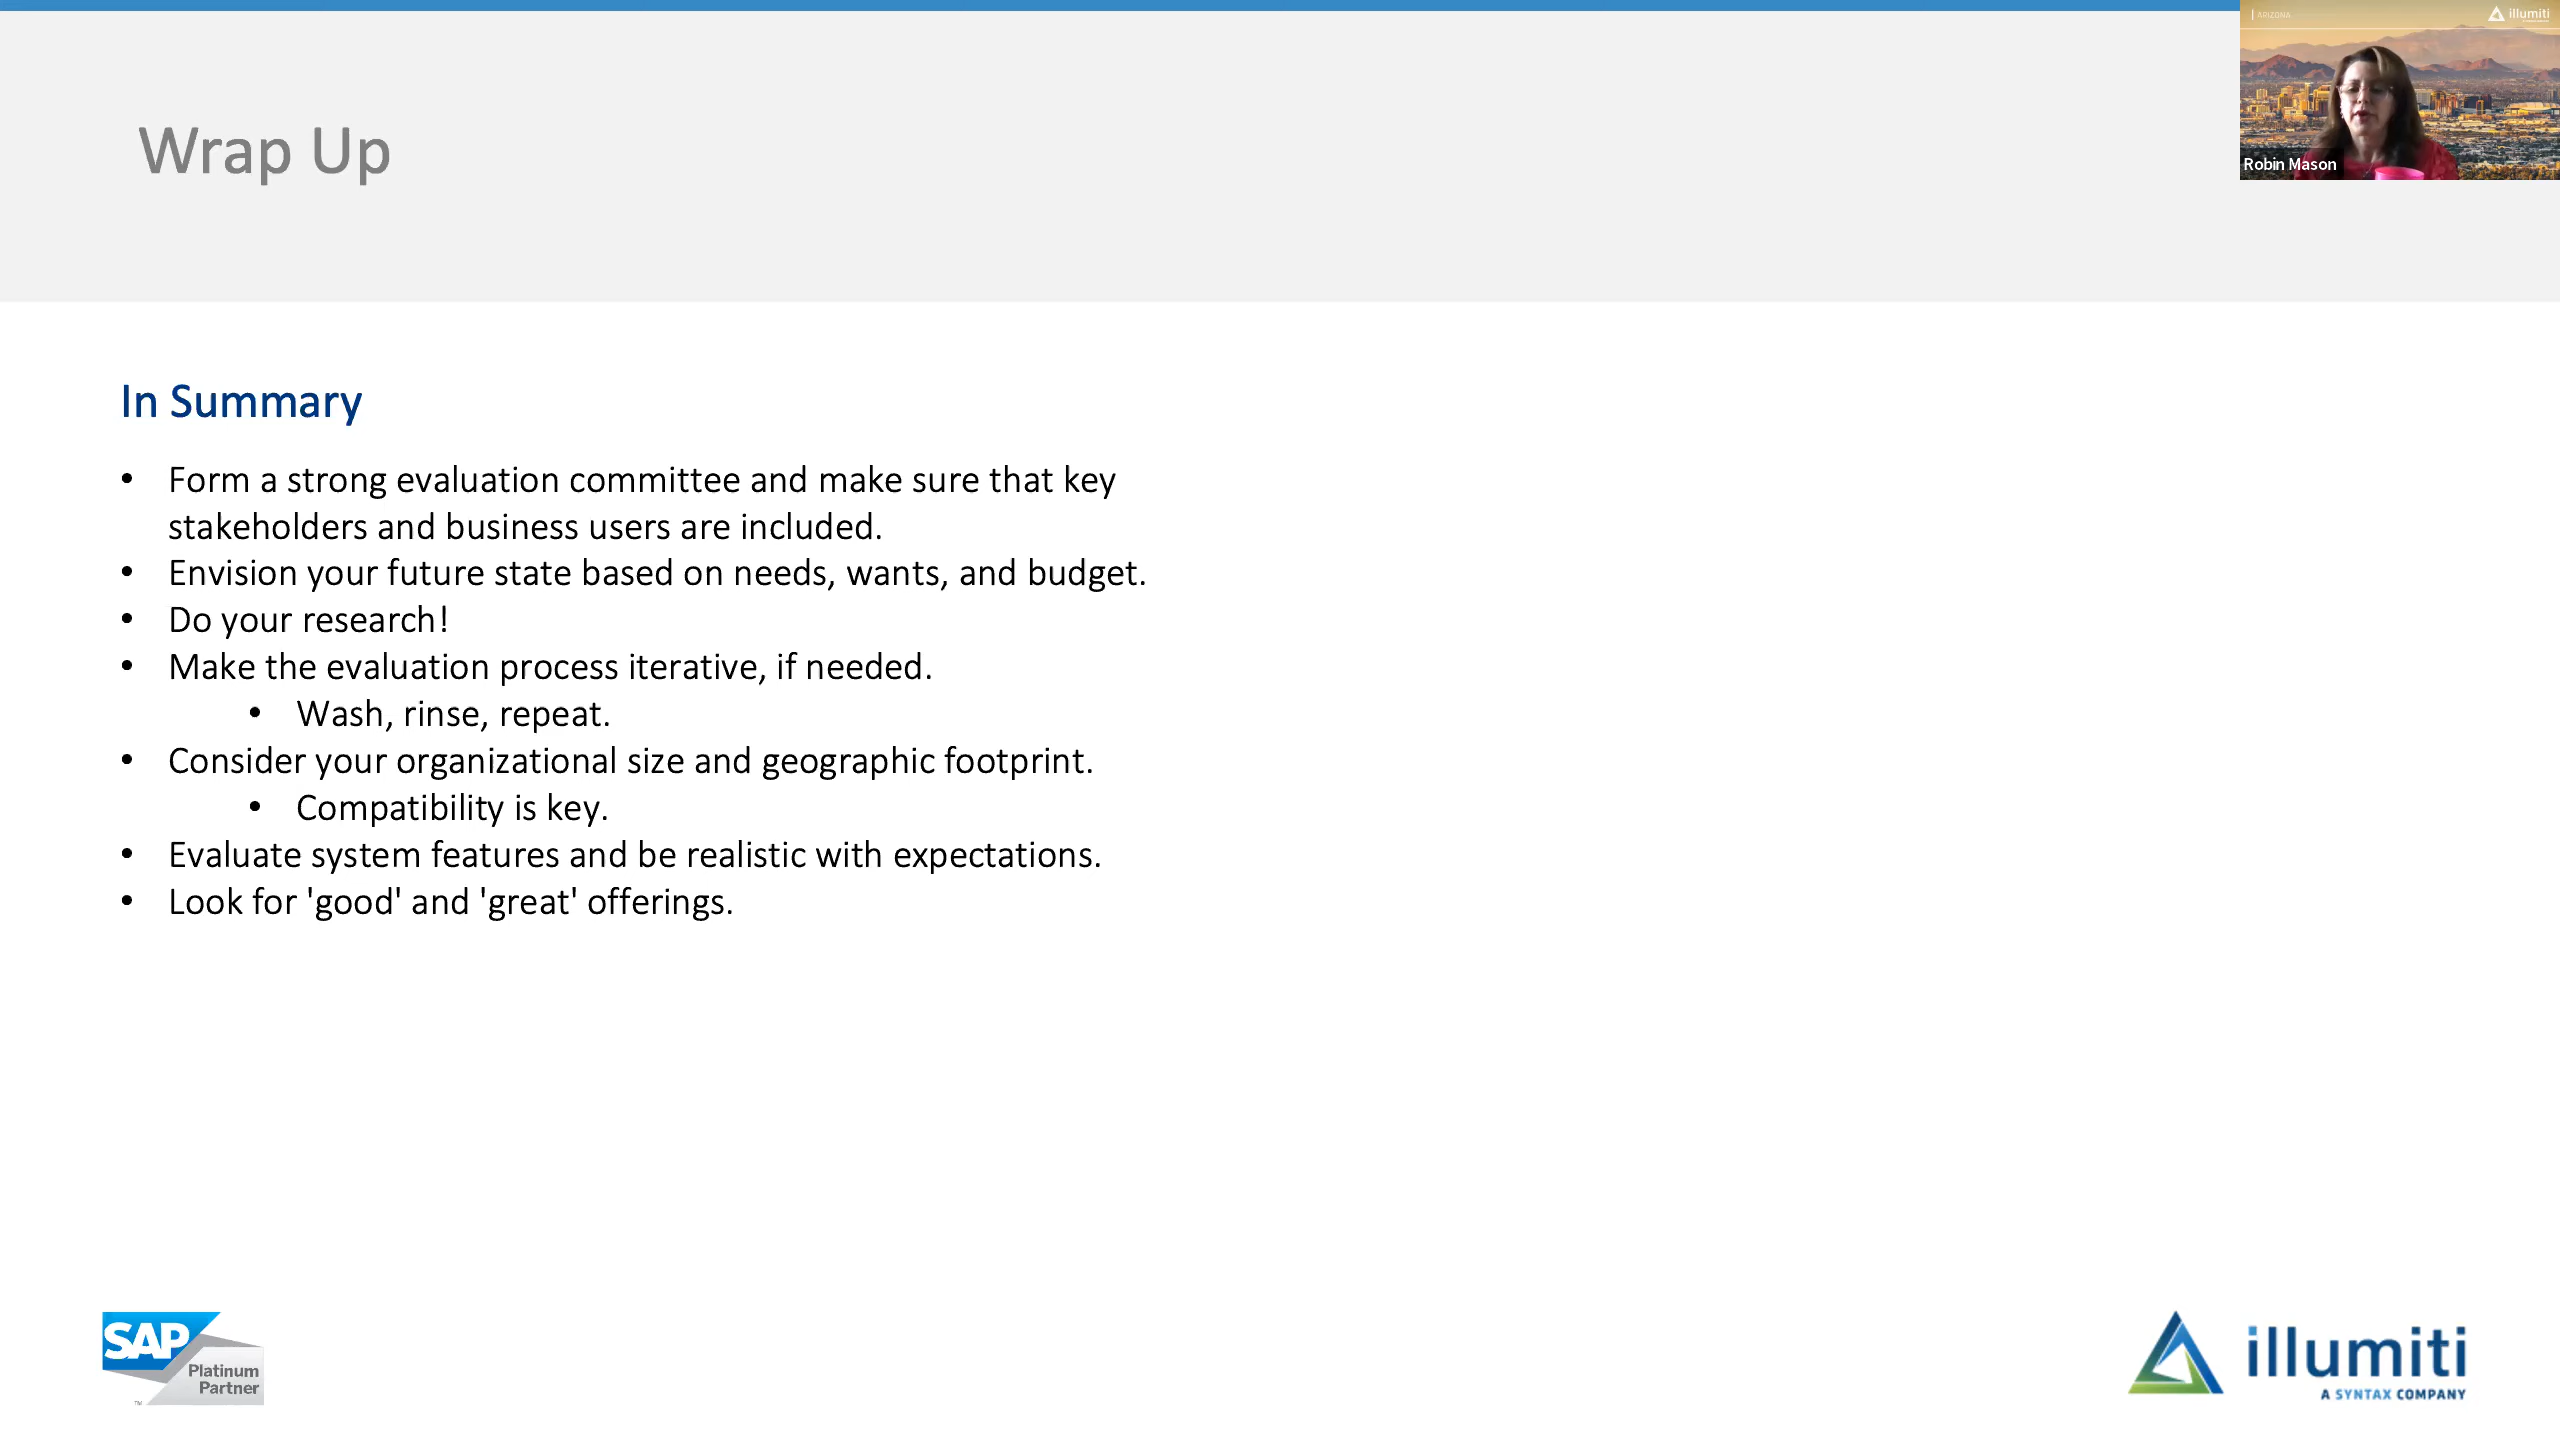 | ARIZONA
illumiti
Robin Mason
Wrap Up
In Summary
• Form a strong evaluation committee and make sure that key
stakeholders and business users are included.
• Envision your future state based on needs, wants, and budget.
• Do your research!
• Make the evaluation process iterative, if needed.
• Wash, rinse, repeat.
• Consider your organizational size and geographic footprint.
• Compatibility is key.
• Evaluate system features and be realistic with expectations.
• Look for 'good' and 'great' offerings.
SAP
Platinum
Partner
™
illumiti
A SYNTAX COMPANY